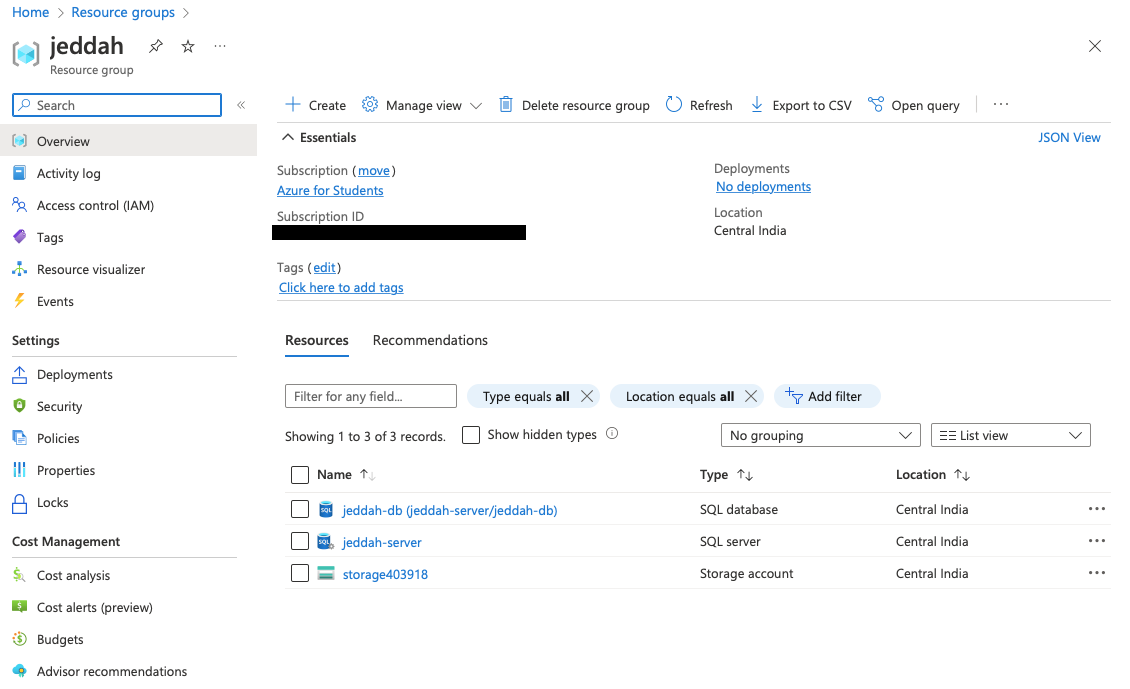 Home > Resource groups >
jeddah
Resource group
Search
Overview
Activity log
Access control (IAM)
Tags
Resource visualizer
Events
Settings
Deployments
Security
Policies
Properties
Locks
Cost Management
Cost analysis
Cost alerts (preview)
Budgets
Advisor recommendations
Create Manage view Delete resource group Refresh Export to CSV Open query
Essentials JSON View
Subscription (move)
Azure for Students
Subscription ID
Tags (edit)
Click here to add tags
Deployments
No deployments
Location
Central India
Resources Recommendations
Filter for any field... Type equals all Location equals all Add filter
Showing 1 to 3 of 3 records. Show hidden types No grouping List view
Name Type Location
jeddah-db (jeddah-server/jeddah-db) SQL database Central India
jeddah-server SQL server Central India
storage403918 Storage account Central India